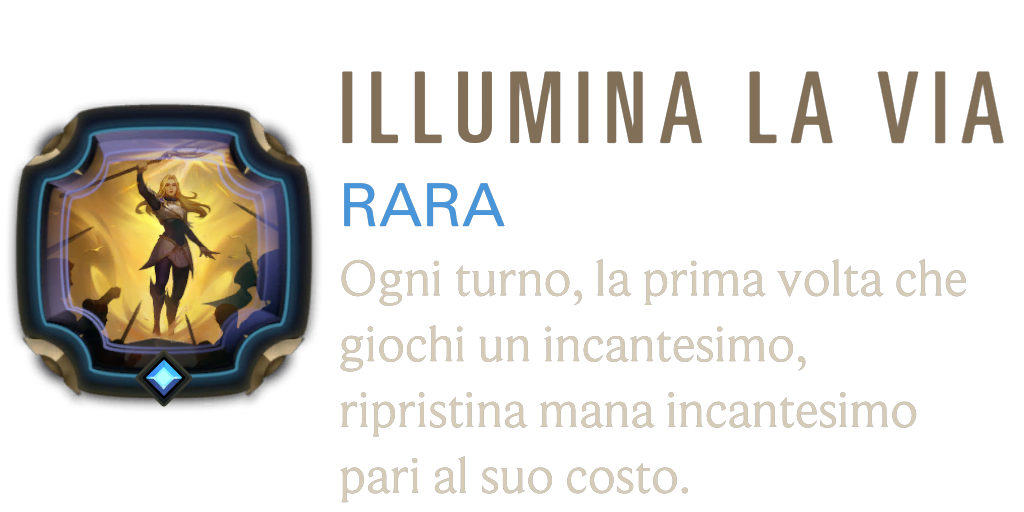 ILLUMINA LA VIA
RARA
Ogni turno, la prima volta che
giochi un incantesimo,
ripristina mana incantesimo
pari al suo costo.